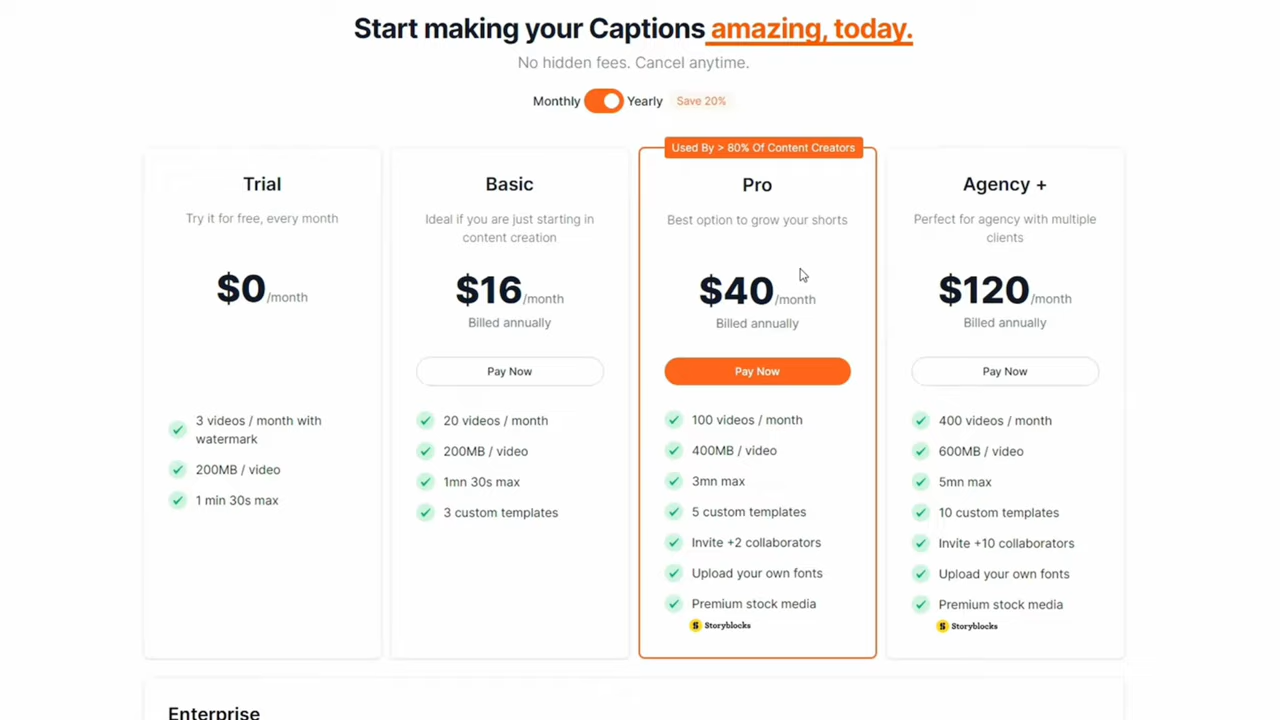 Start making your Captions amazing, today.
No hidden fees. Cancel anytime.
Monthly Yearly Save 20%
Trial
Try it for free, every month
$0/month
3 videos / month with
watermark
200MB / video
1 min 30s max
Basic
Ideal if you are just starting in
content creation
$16/month
Billed annually
Pay Now
20 videos / month
200MB / video
1mn 30s max
3 custom templates
Used By > 80% Of Content Creators
Pro
Best option to grow your shorts
$40/month
Billed annually
Pay Now
100 videos / month
400MB / video
3mn max
5 custom templates
Invite +2 collaborators
Upload your own fonts
Premium stock media
S Storyblocks
Agency +
Perfect for agency with multiple
clients
$120/month
Billed annually
Pay Now
400 videos / month
600MB / video
5mn max
10 custom templates
Invite +10 collaborators
Upload your own fonts
Premium stock media
S Storyblocks
Enterprise